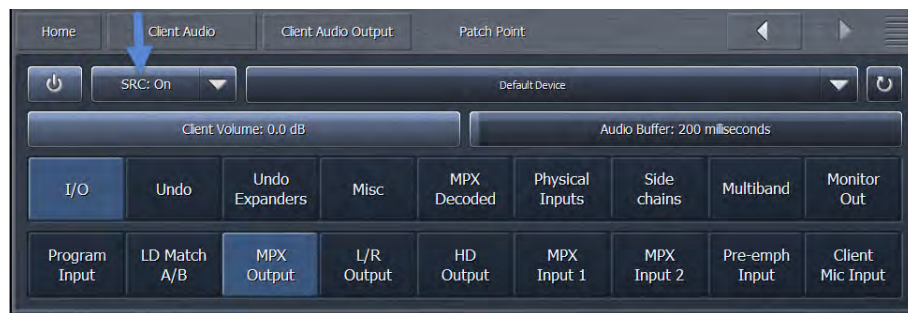 Home Client Audio Client Audio Output Patch Point
SRC: On Default Device
Client Volume: 0.0 dB Audio Buffer: 200 miliseconds
I/O Undo Undo Expanders Misc MPX Decoded Physical Inputs Side chains Multiband Monitor Out
Program Input LD Match A/B MPX Output L/R Output HD Output MPX Input 1 MPX Input 2 Pre-emph Input Client Mic Input